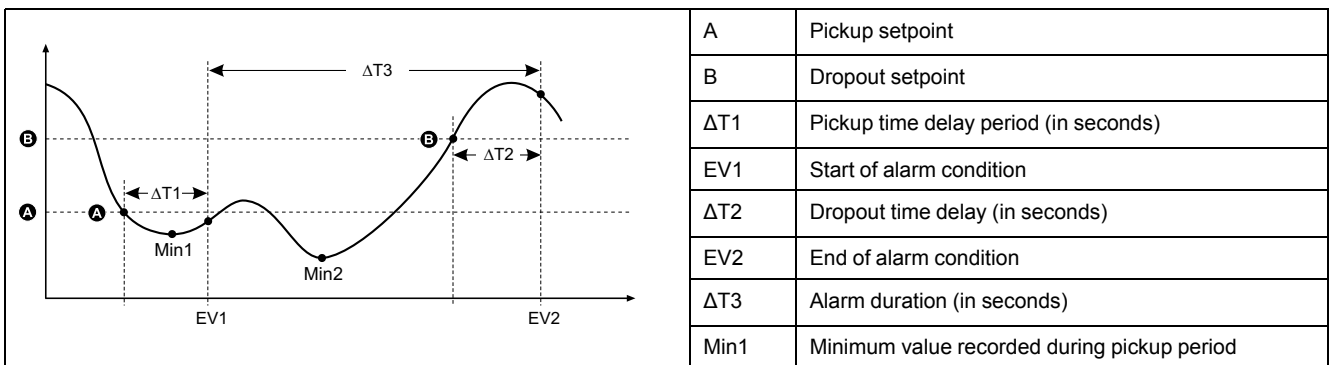 ΔT3
B
B
ΔT2
ΔT1
A
A
Min1
Min2
EV1
EV2
A Pickup setpoint
B Dropout setpoint
ΔT1 Pickup time delay period (in seconds)
EV1 Start of alarm condition
ΔT2 Dropout time delay (in seconds)
EV2 End of alarm condition
ΔT3 Alarm duration (in seconds)
Min1 Minimum value recorded during pickup period